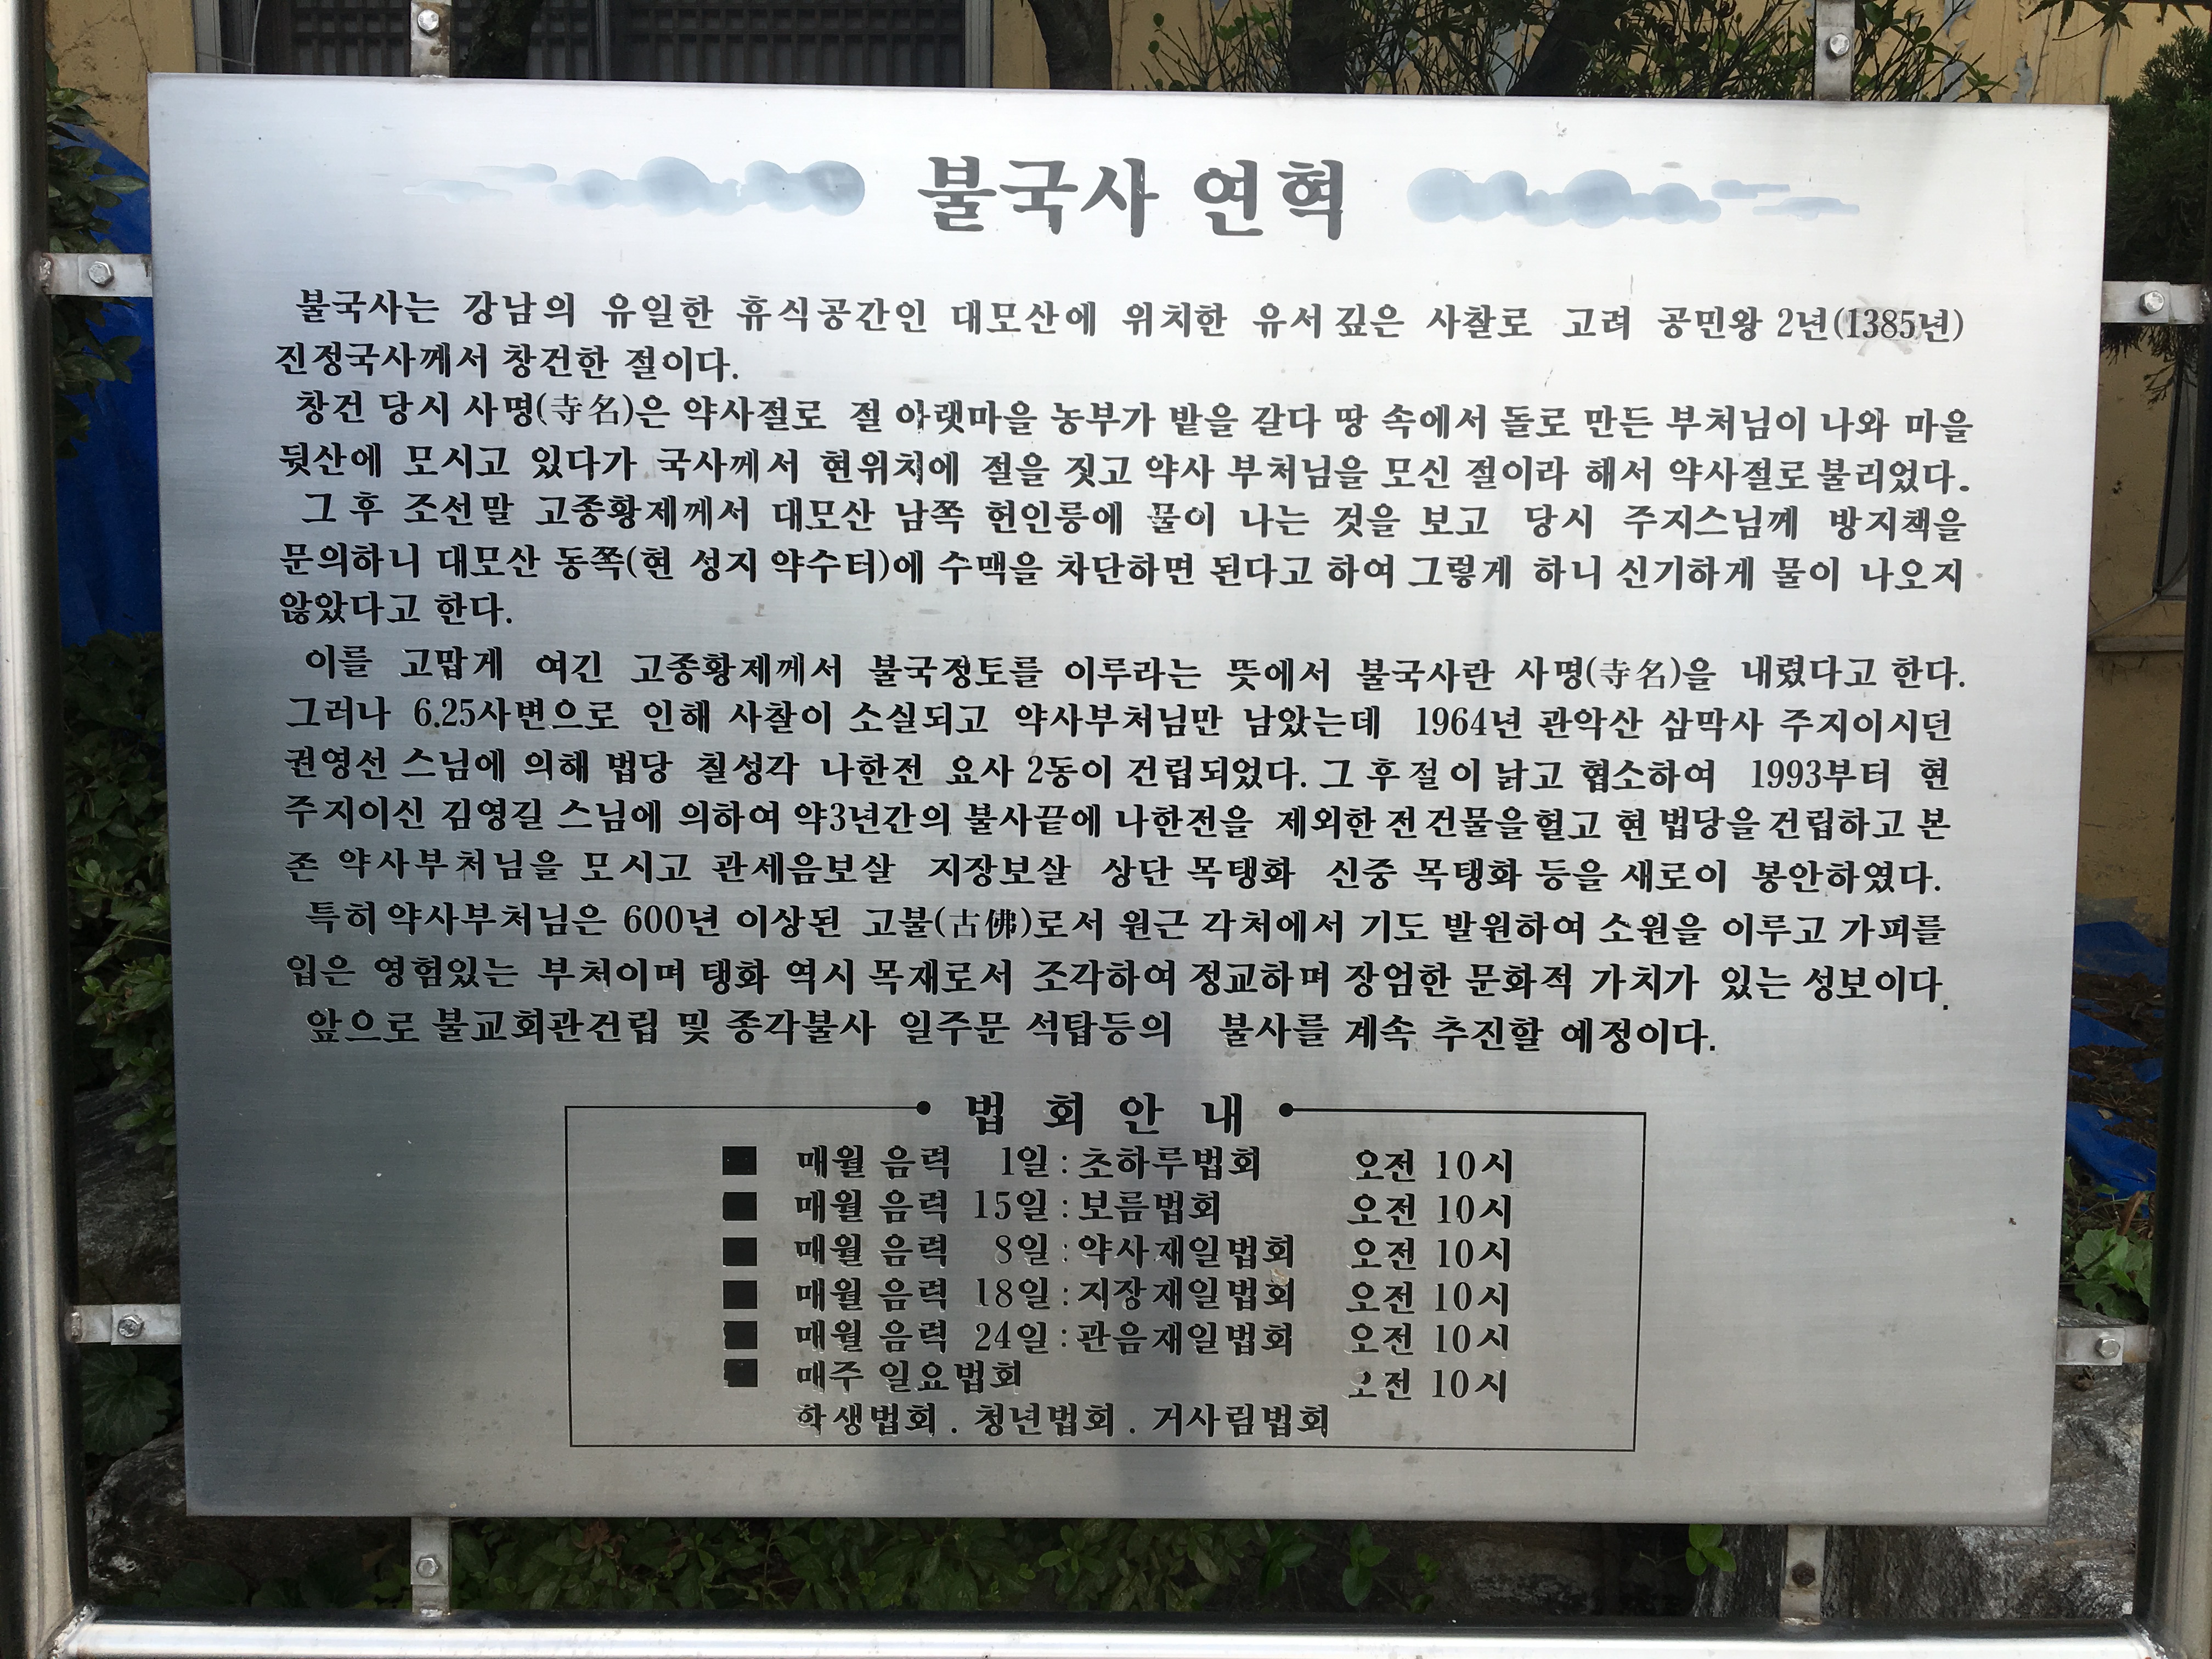 불국사 연혁
불국사는 강남의 유일한 휴식공간인 대모산에 위치한 유서 깊은 사찰로 고려 공민왕 2년(1385년)
진정국사께서 창건한 절이다.
창건 당시 사명(寺名)은 약사절로 절 아랫마을 농부가 밭을 갈다 땅 속에서 돌로 만든 부처님이 나와 마을
뒷산에 모시고 있다가 국사께서 현위치에 절을 짓고 약사 부처님을 모신 절이라 해서 약사절로 불리었다.
그 후 조선말 고종황제께서 대모산 남쪽 헌인릉에 물이 나는 것을 보고 당시 주지스님께 방지책을
문의하니 대모산 동쪽(현 성지 약수터)에 수맥을 차단하면 된다고 하여 그렇게 하니 신기하게 물이 나오지
않았다고 한다.
이를 고맙게 여긴 고종황제께서 불국정토를 이루라는 뜻에서 불국사란 사명(寺名)을 내렸다고 한다.
그러나 6.25사변으로 인해 사찰이 소실되고 약사부처님만 남았는데 1964년 관악산 삼막사 주지이시던
권영선 스님에 의해 법당 칠성각 나한전 요사 2동이 건립되었다. 그 후 절이 낡고 협소하여 1993부터 현
주지이신 김영길 스님에 의하여 약3년간의 불사끝에 나한전을 제외한 전건물을헐고 현 법당을 건립하고 본
존 약사부처님을 모시고 관세음보살 지장보살 상단 목탱화 신중 목탱화 등을 새로이 봉안하였다.
특히 약사부처님은 600년 이상된 고불(古佛)로서 원근 각처에서 기도 발원하여 소원을 이루고 가피를
입은 영험있는 부처이며 탱화 역시 목재로서 조각하여 정교하며 장엄한 문화적 가치가 있는 성보이다.
앞으로 불교회관건립 및 종각불사 일주문 석탑등의 불사를 계속 추진할 예정이다.
법 회 안 내
■ 매월 음력 1일 : 초하루법회 오전 10시
■ 매월 음력 15일 : 보름법회 오전 10시
■ 매월 음력 8일 : 약사재일법회 오전 10시
■ 매월 음력 18일 : 지장재일법회 오전 10시
■ 매월 음력 24일 : 관음재일법회 오전 10시
■ 매주 일요법회 오전 10시
학생법회 . 청년법회 . 거사림법회